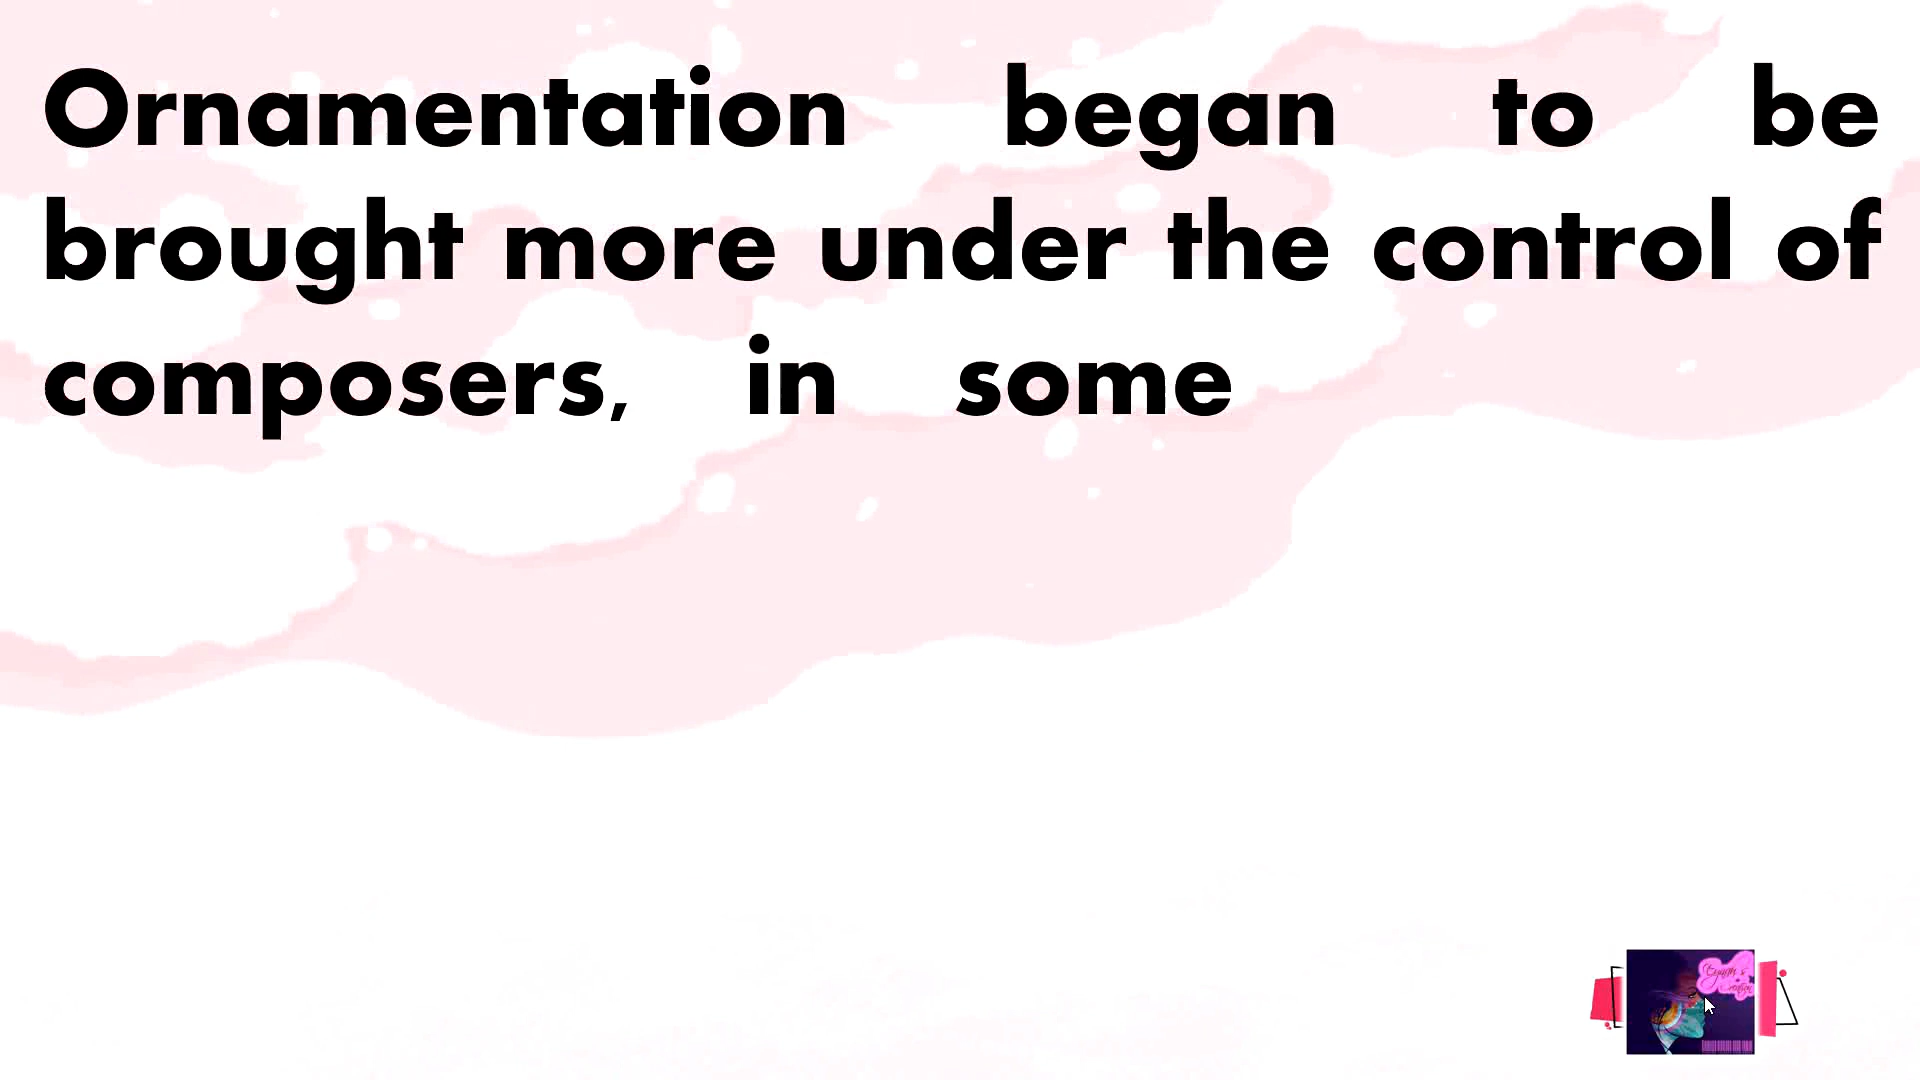 Ornamentation began to be
brought more under the control of
composers, in some